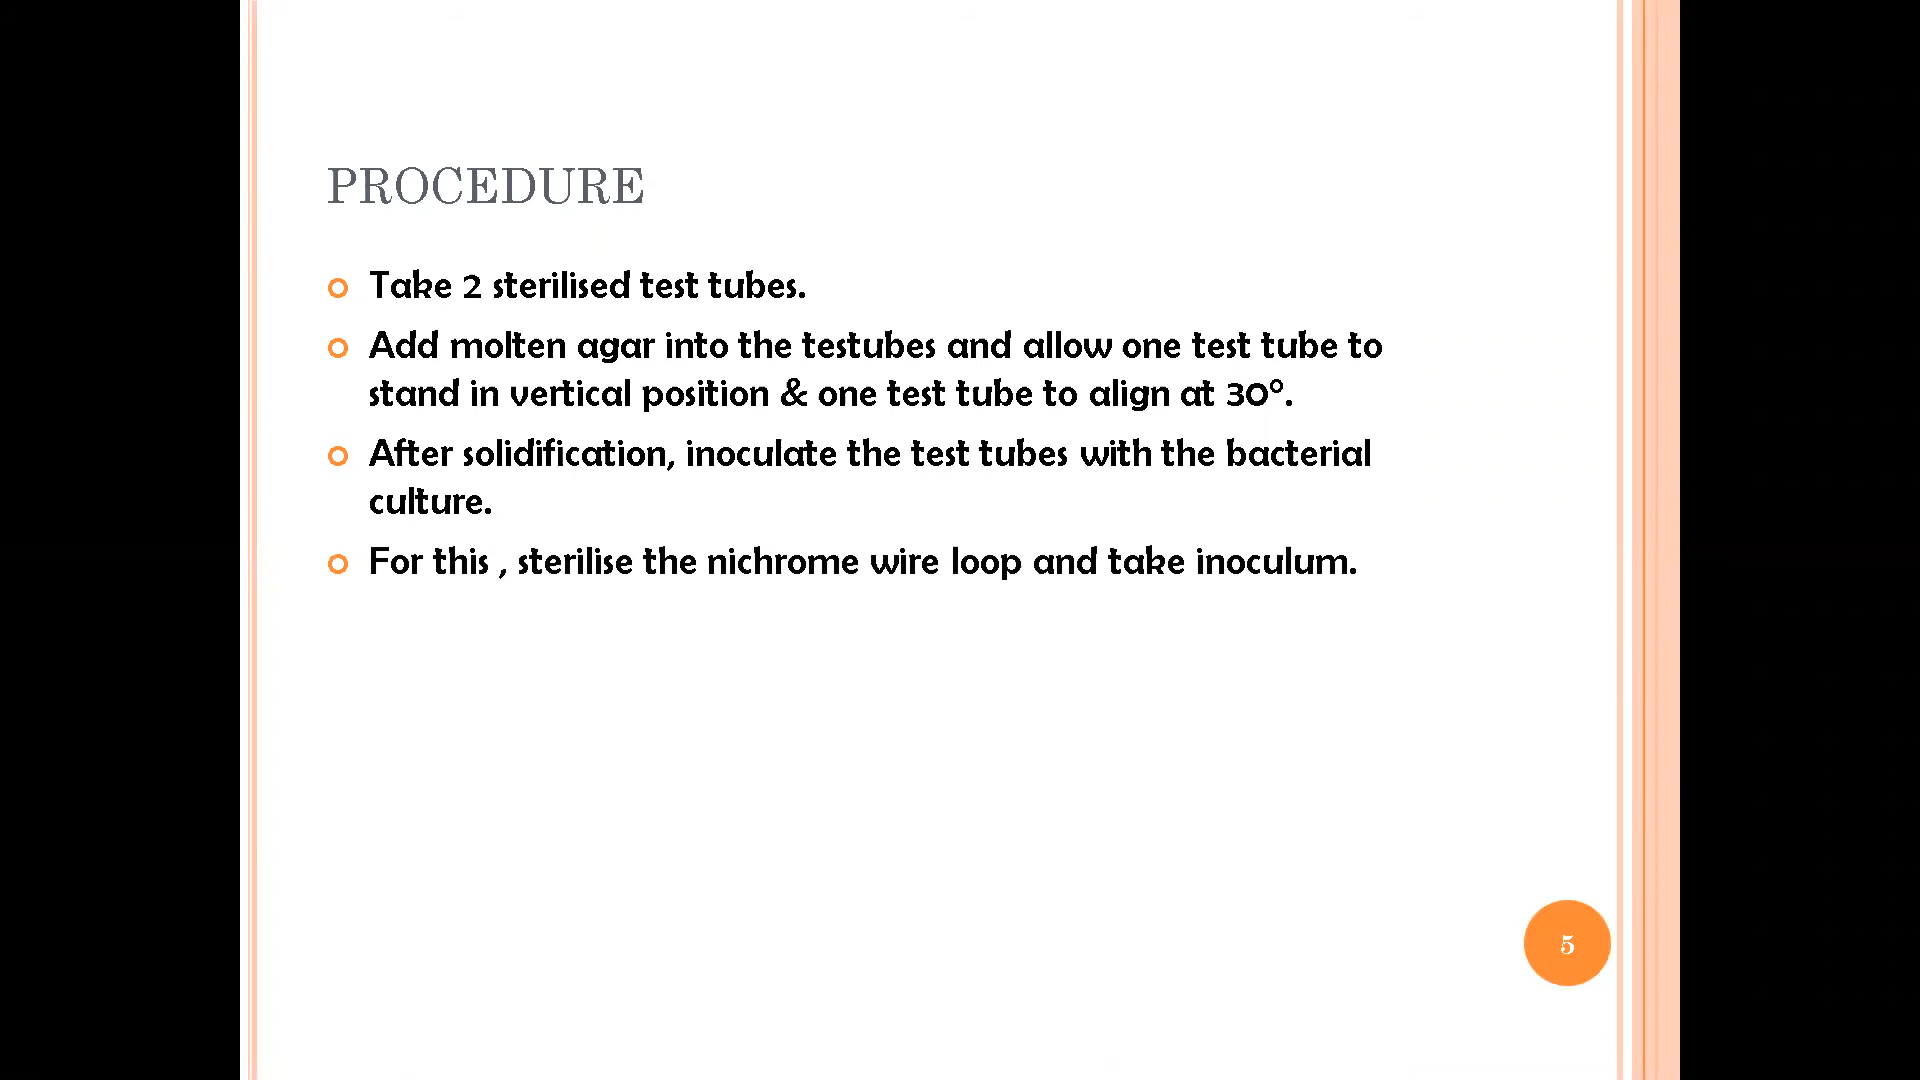 PROCEDURE
Take 2 sterilised test tubes.
Add molten agar into the testubes and allow one test tube to
stand in vertical position & one test tube to align at 30°.
After solidification, inoculate the test tubes with the bacterial
culture.
For this , sterilise the nichrome wire loop and take inoculum.
5